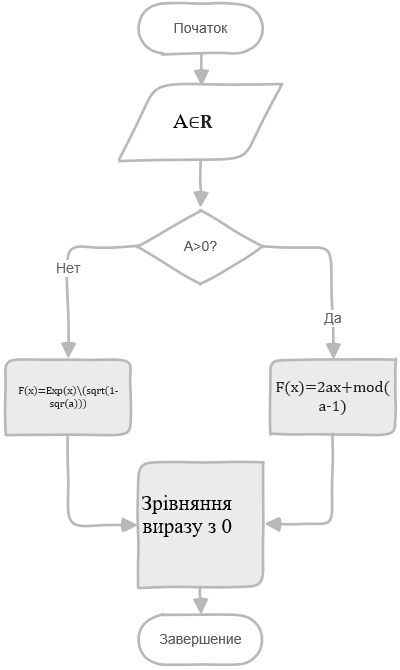 Початок
A∈R
A>0?
Нет
Да
F(x)=Exp(x)\(sqrt(1-
sqr(a)))
F(x)=2ax+mod(
a-1)
Зрівняння
виразу з 0
Завершение